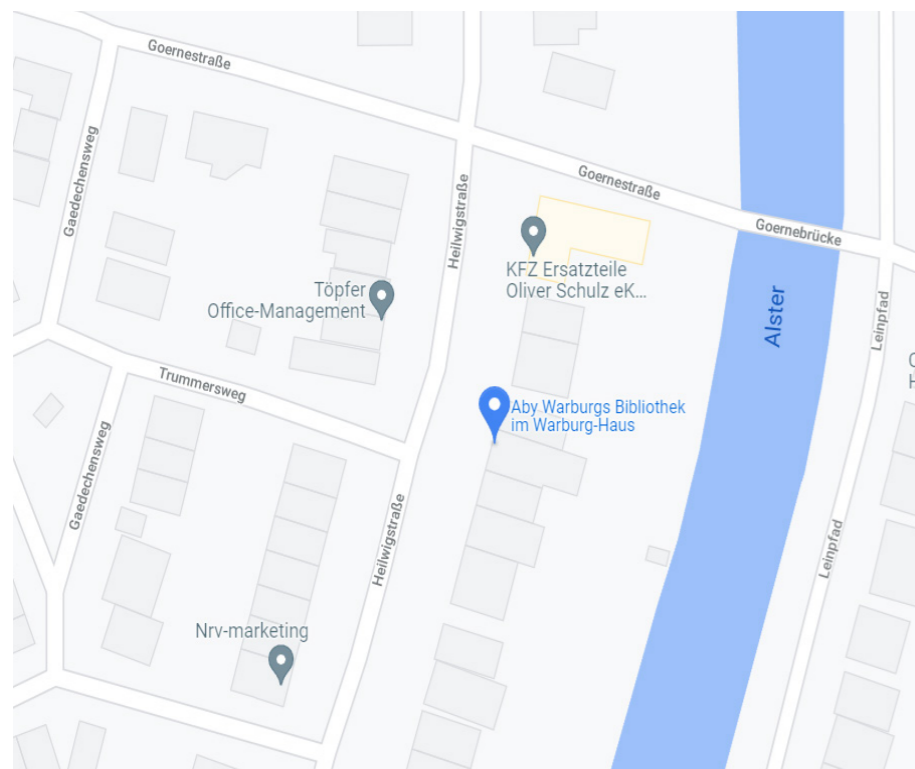 Goernestraße
Gaedechensweg
Heilwigstraße
Goernestraße
Goernebrücke
KFZ Ersatzteile
Oliver Schulz eK...
Töpfer
Office-Management
Alster
Leinpfad
Trummersweg
Aby Warburgs Bibliothek
im Warburg-Haus
Gaedechensweg
Heilwigstraße
Leinpfad
Nrv-marketing